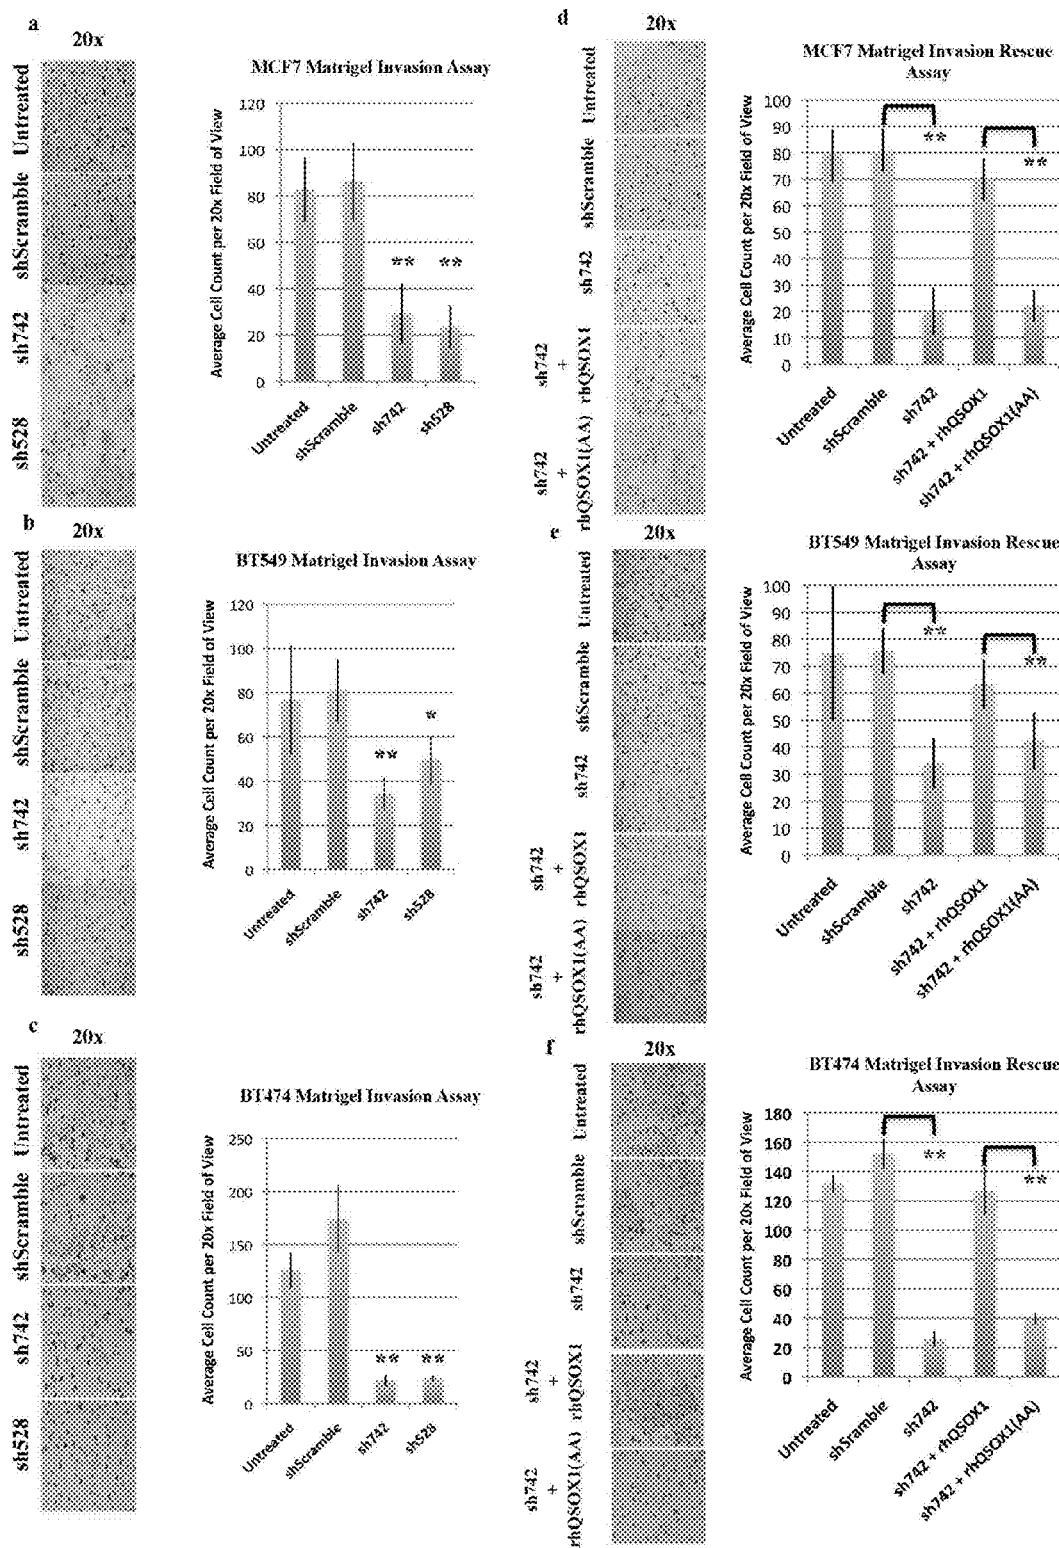 a
20x
Untreated
shScramble
sh742
sh528
MCF7 Matrigel Invasion Assay
Average Cell Count per 20x Field of View
120
100
80
60
40
20
0
**
**
Untreated
shScramble
sh742
sh528
b
20x
Untreated
shScramble
sh742
sh528
BT549 Matrigel Invasion Assay
Average Cell Count per 20x Field of View
120
100
80
60
40
20
0
**
*
Untreated
shScramble
sh742
sh528
c
20x
Untreated
shScramble
sh742
sh528
BT474 Matrigel Invasion Assay
Average Cell Count per 20x Field of View
250
200
150
100
50
0
**
**
Untreated
shScramble
sh742
sh528
d
20x
Untreated
shScramble
sh742
sh742
+
rhQSOX1
sh742
+
rhQSOX1(AA)
MCF7 Matrigel Invasion Rescue
Assay
Average Cell Count per 20x Field of View
100
90
80
70
60
50
40
30
20
10
0
**
**
Untreated
shScramble
sh742
sh742 + rhQSOX1
sh742 + rhQSOX1(AA)
e
20x
Untreated
shScramble
sh742
sh742
+
rhQSOX1
sh742
+
rhQSOX1(AA)
BT549 Matrigel Invasion Rescue
Assay
Average Cell Count per 20x Field of View
100
90
80
70
60
50
40
30
20
10
0
**
**
Untreated
shScramble
sh742
sh742 + rhQSOX1
sh742 + rhQSOX1(AA)
f
20x
Untreated
shScramble
sh742
sh742
+
rhQSOX1
sh742
+
rhQSOX1(AA)
BT474 Matrigel Invasion Rescue
Assay
Average Cell Count per 20x Field of View
180
160
140
120
100
80
60
40
20
0
**
**
Untreated
shSramble
sh742
sh742 + rhQSOX1
sh742 + rhQSOX1(AA)